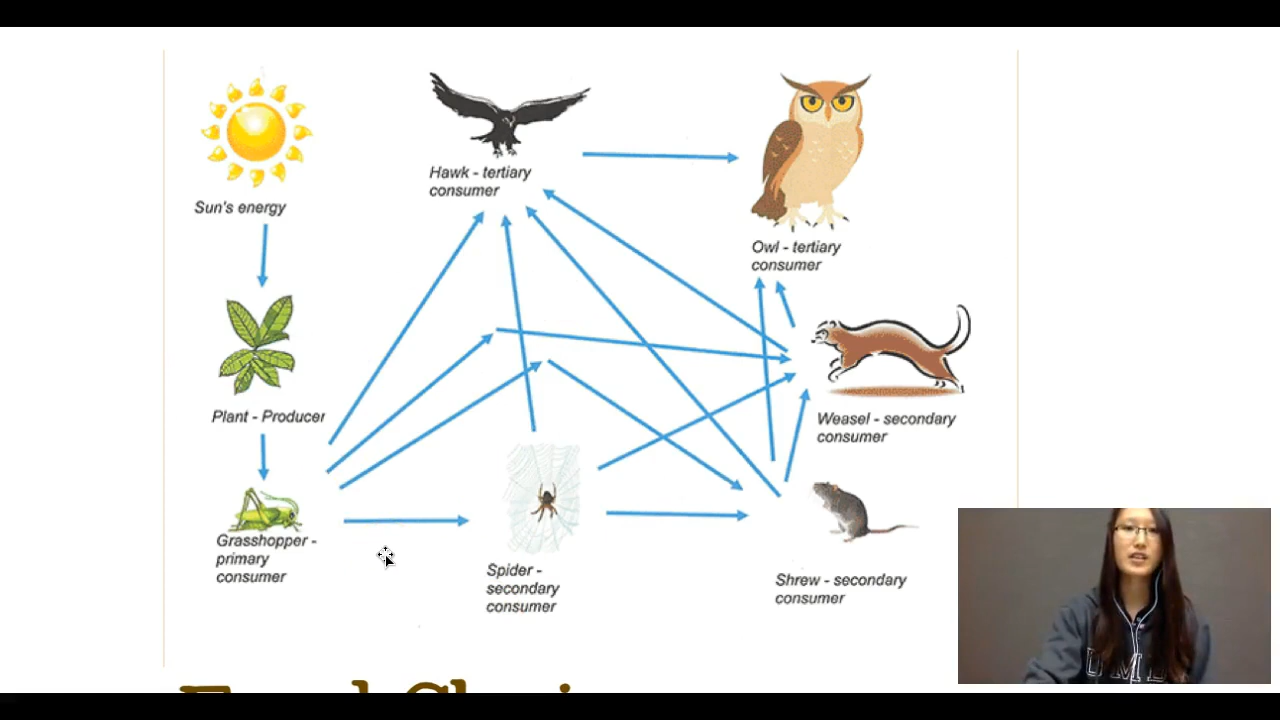 Sun's energy
Hawk - tertiary
consumer
Owl - tertiary
consumer
Plant - Producer
Weasel - secondary
consumer
Grasshopper -
primary
consumer
Spider -
secondary
consumer
Shrew - secondary
consumer